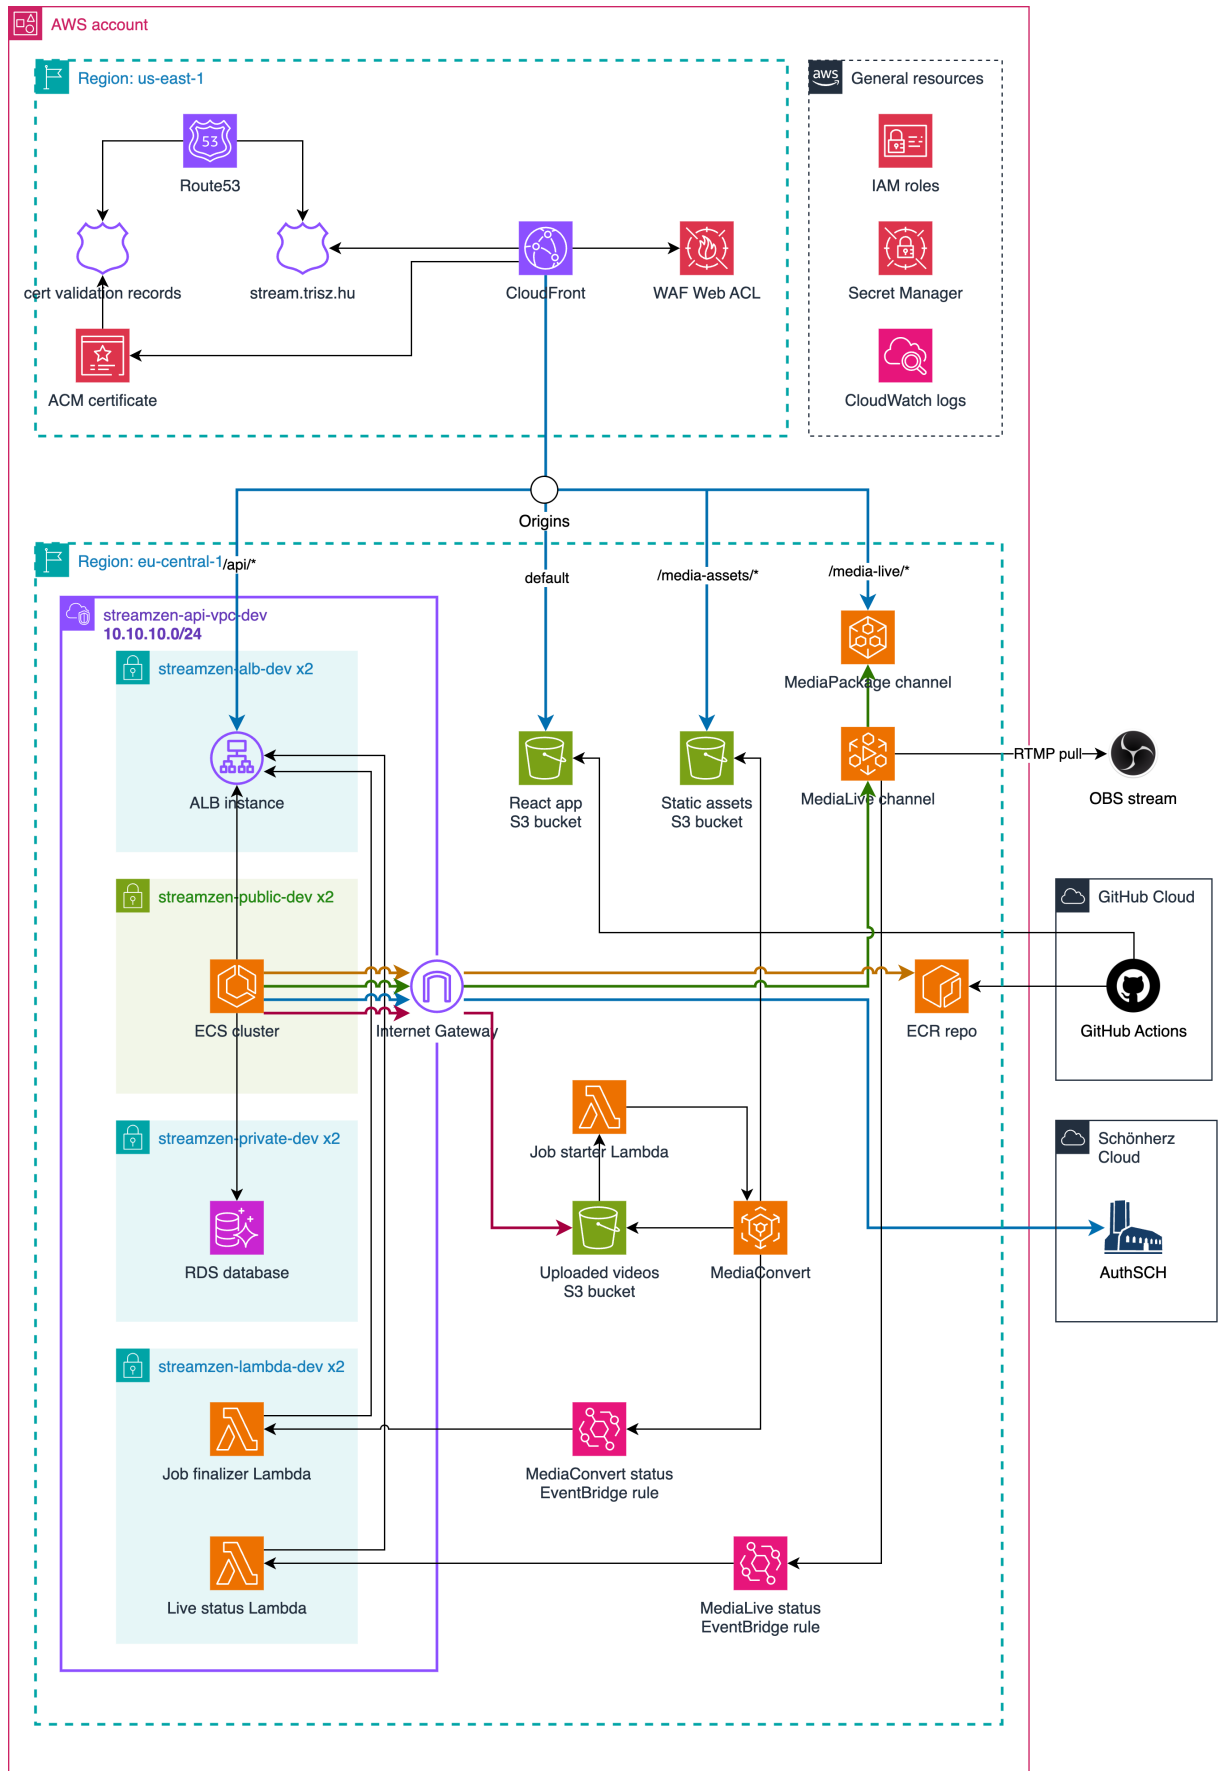 AWS account
Region: us-east-1
aws
General resources
53
Route53
IAM roles
cert validation records
stream.trisz.hu
CloudFront
WAF Web ACL
Secret Manager
ACM certificate
CloudWatch logs
Origins
Region: eu-central-1
/api/*
default
/media-assets/*
/media-live/*
streamzen-api-vpc-dev
10.10.10.0/24
streamzen-alb-dev x2
MediaPackage channel
ALB instance
React app
S3 bucket
Static assets
S3 bucket
MediaLive channel
RTMP pull
OBS stream
streamzen-public-dev x2
GitHub Cloud
ECS cluster
Internet Gateway
ECR repo
GitHub Actions
streamzen-private-dev x2
Job starter Lambda
Schönherz
Cloud
RDS database
Uploaded videos
S3 bucket
MediaConvert
AuthSCH
streamzen-lambda-dev x2
Job finalizer Lambda
MediaConvert status
EventBridge rule
Live status Lambda
MediaLive status
EventBridge rule